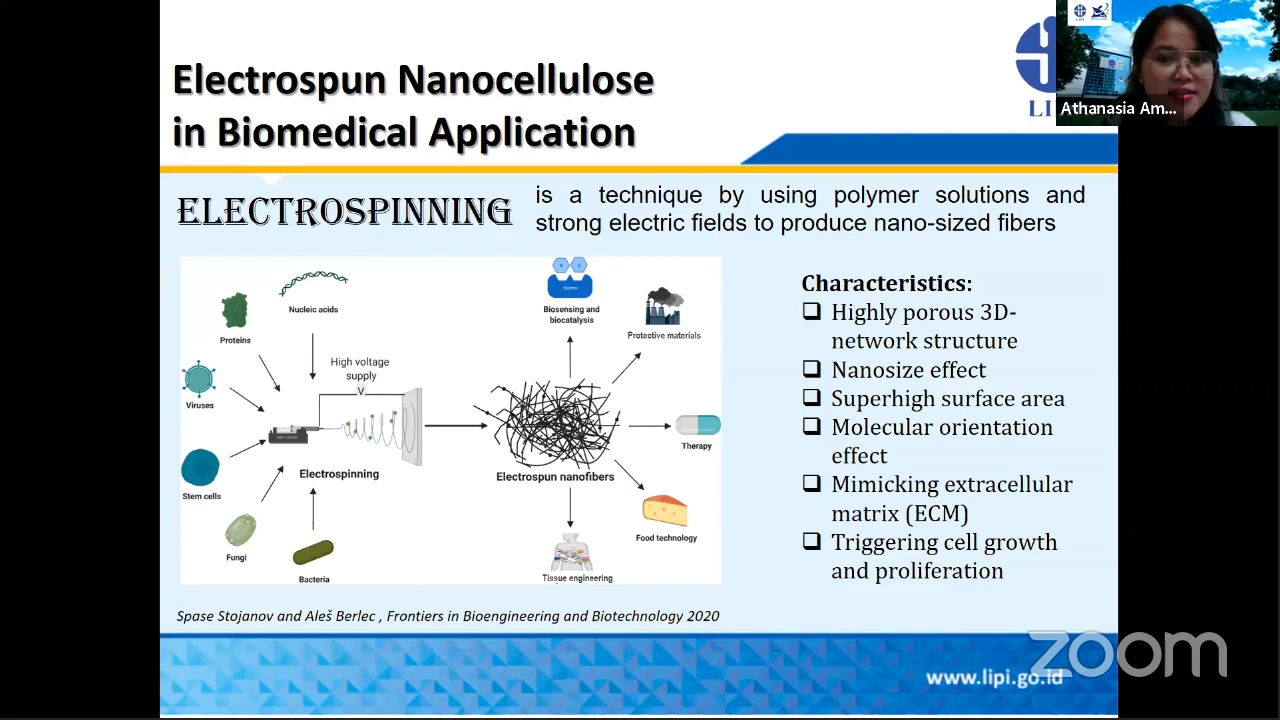 Electrospun Nanocellulose
in Biomedical Application
LIPI
Athanasia Am...
ELECTROSPINNING
is a technique by using polymer solutions and
strong electric fields to produce nano-sized fibers
Nucleic acids
Proteins
Viruses
Stem cells
Fungi
Bacteria
High voltage
supply
V
Electrospinning
Electrospun nanofibers
Biosensing and
biocatalysis
Protective materials
Therapy
Food technology
Tissue engineering
Characteristics:
Highly porous 3D-
network structure
Nanosize effect
Superhigh surface area
Molecular orientation
effect
Mimicking extracellular
matrix (ECM)
Triggering cell growth
and proliferation
Spase Stojanov and Aleš Berlec , Frontiers in Bioengineering and Biotechnology 2020
zoom
www.lipi.go.id